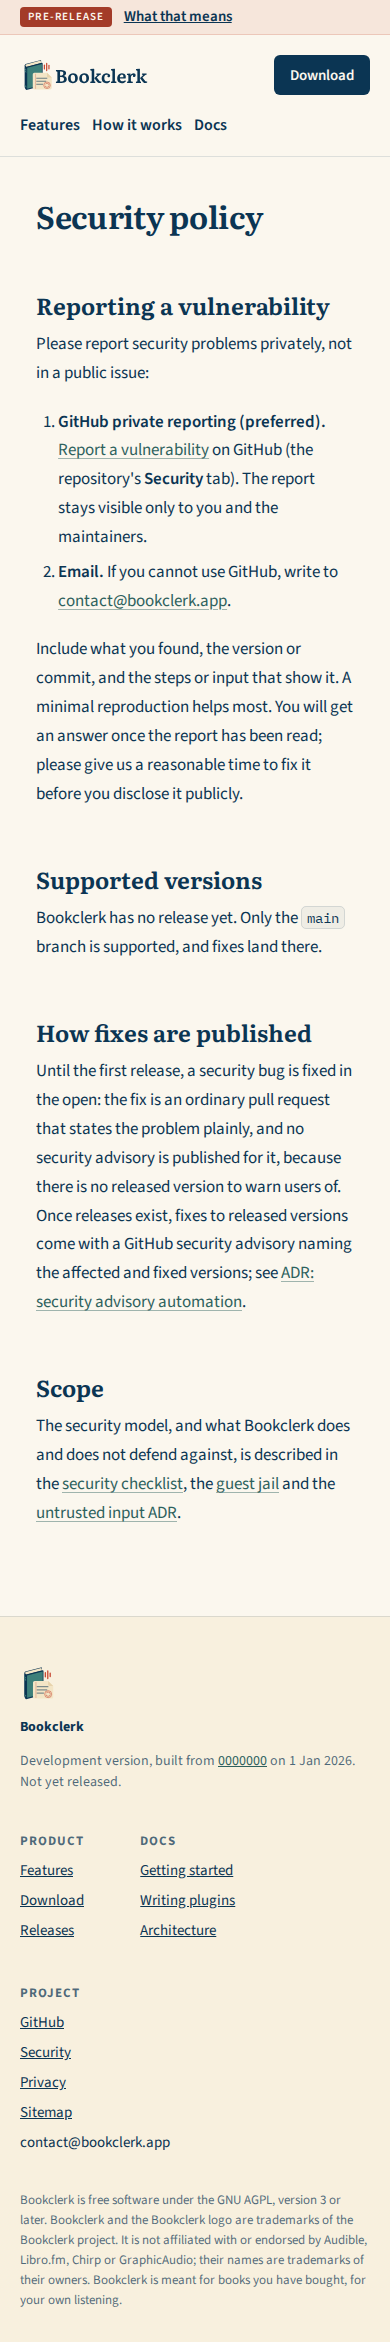 PRE-RELEASE What that means
Bookclerk
Download
Features How it works Docs
Security policy
Reporting a vulnerability
Please report security problems privately, not
in a public issue:
1. GitHub private reporting (preferred).
Report a vulnerability on GitHub (the
repository's Security tab). The report
stays visible only to you and the
maintainers.
2. Email. If you cannot use GitHub, write to
contact@bookclerk.app.
Include what you found, the version or
commit, and the steps or input that show it. A
minimal reproduction helps most. You will get
an answer once the report has been read;
please give us a reasonable time to fix it
before you disclose it publicly.
Supported versions
Bookclerk has no release yet. Only the main
branch is supported, and fixes land there.
How fixes are published
Until the first release, a security bug is fixed in
the open: the fix is an ordinary pull request
that states the problem plainly, and no
security advisory is published for it, because
there is no released version to warn users of.
Once releases exist, fixes to released versions
come with a GitHub security advisory naming
the affected and fixed versions; see ADR:
security advisory automation.
Scope
The security model, and what Bookclerk does
and does not defend against, is described in
the security checklist, the guest jail and the
untrusted input ADR.
Bookclerk
Development version, built from 0000000 on 1 Jan 2026.
Not yet released.
PRODUCT
Features
Download
Releases
DOCS
Getting started
Writing plugins
Architecture
PROJECT
GitHub
Security
Privacy
Sitemap
contact@bookclerk.app
Bookclerk is free software under the GNU AGPL, version 3 or
later. Bookclerk and the Bookclerk logo are trademarks of the
Bookclerk project. It is not affiliated with or endorsed by Audible,
Libro.fm, Chirp or GraphicAudio; their names are trademarks of
their owners. Bookclerk is meant for books you have bought, for
your own listening.